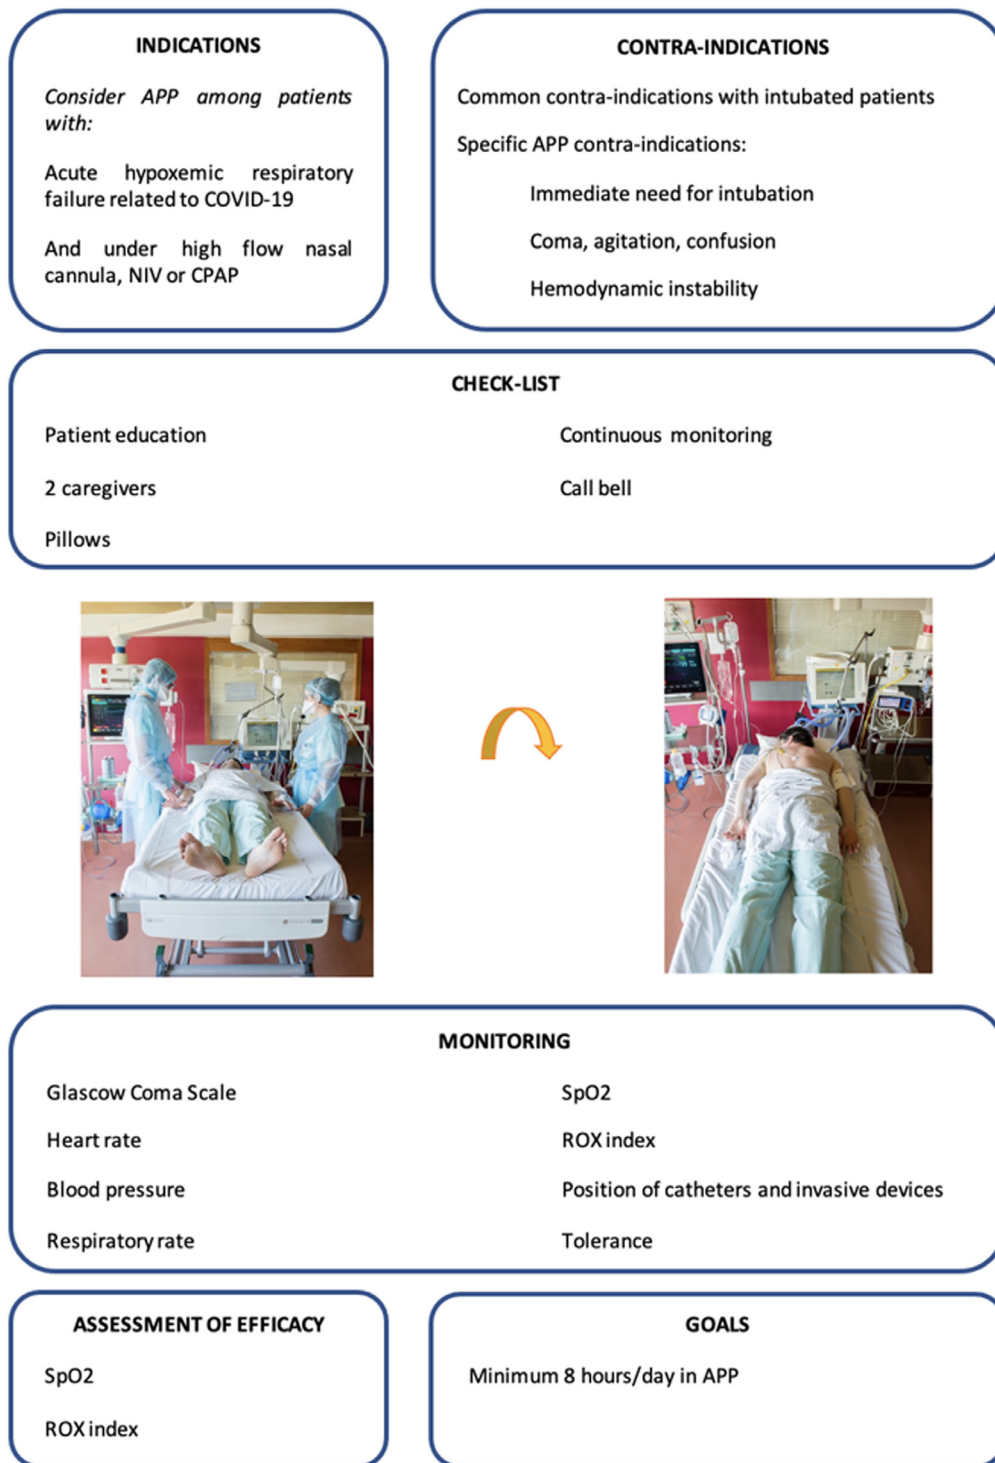 INDICATIONS
Consider APP among patients
with:
Acute hypoxemic respiratory
failure related to COVID-19
And under high flow nasal
cannula, NIV or CPAP
CONTRA-INDICATIONS
Common contra-indications with intubated patients
Specific APP contra-indications:
Immediate need for intubation
Coma, agitation, confusion
Hemodynamic instability
CHECK-LIST
Patient education
2 caregivers
Pillows
Continuous monitoring
Call bell
MONITORING
Glascow Coma Scale
Heart rate
Blood pressure
Respiratory rate
SpO2
ROX index
Position of catheters and invasive devices
Tolerance
ASSESSMENT OF EFFICACY
SpO2
ROX index
GOALS
Minimum 8 hours/day in APP